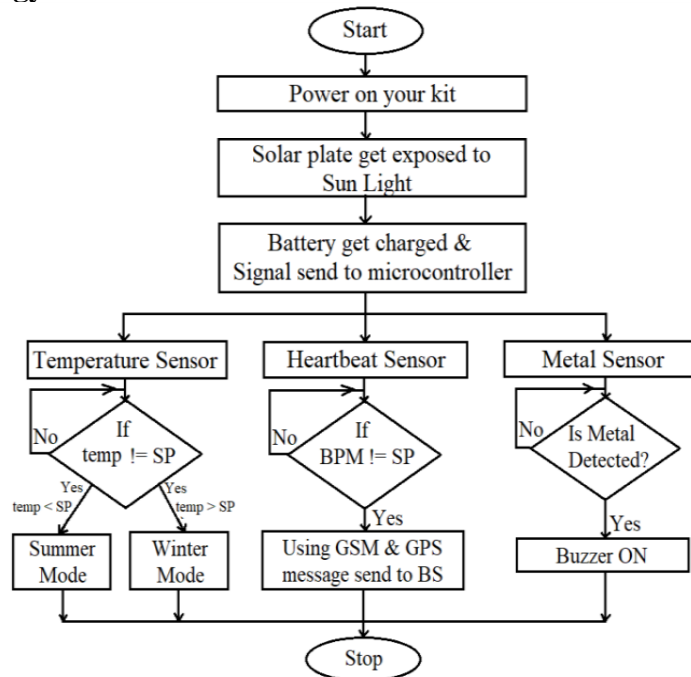 Start
Power on your kit
Solar plate get exposed to
Sun Light
Battery get charged &
Signal send to microcontroller
Temperature Sensor
Heartbeat Sensor
Metal Sensor
If
temp != SP
No
If
BPM != SP
No
Is Metal
Detected?
No
Yes
temp < SP
Yes
temp > SP
Yes
Yes
Summer
Mode
Winter
Mode
Using GSM & GPS
message send to BS
Buzzer ON
Stop